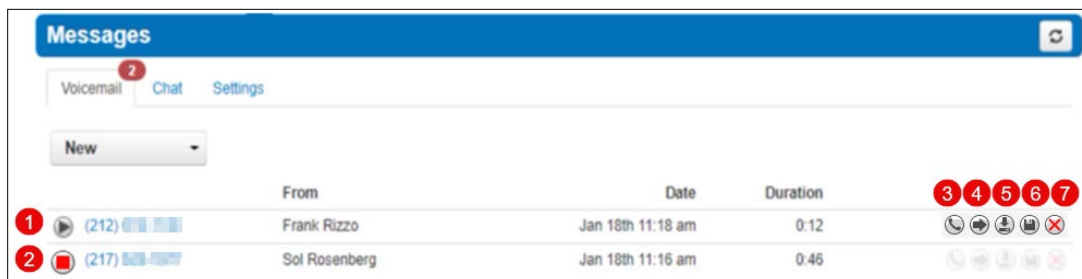 Messages
2
Voicemail Chat Settings
New
From Date Duration
3 4 5 6 7
1 (212) Frank Rizzo Jan 18th 11:18 am 0:12
2 (217) Sol Rosenberg Jan 18th 11:16 am 0:46